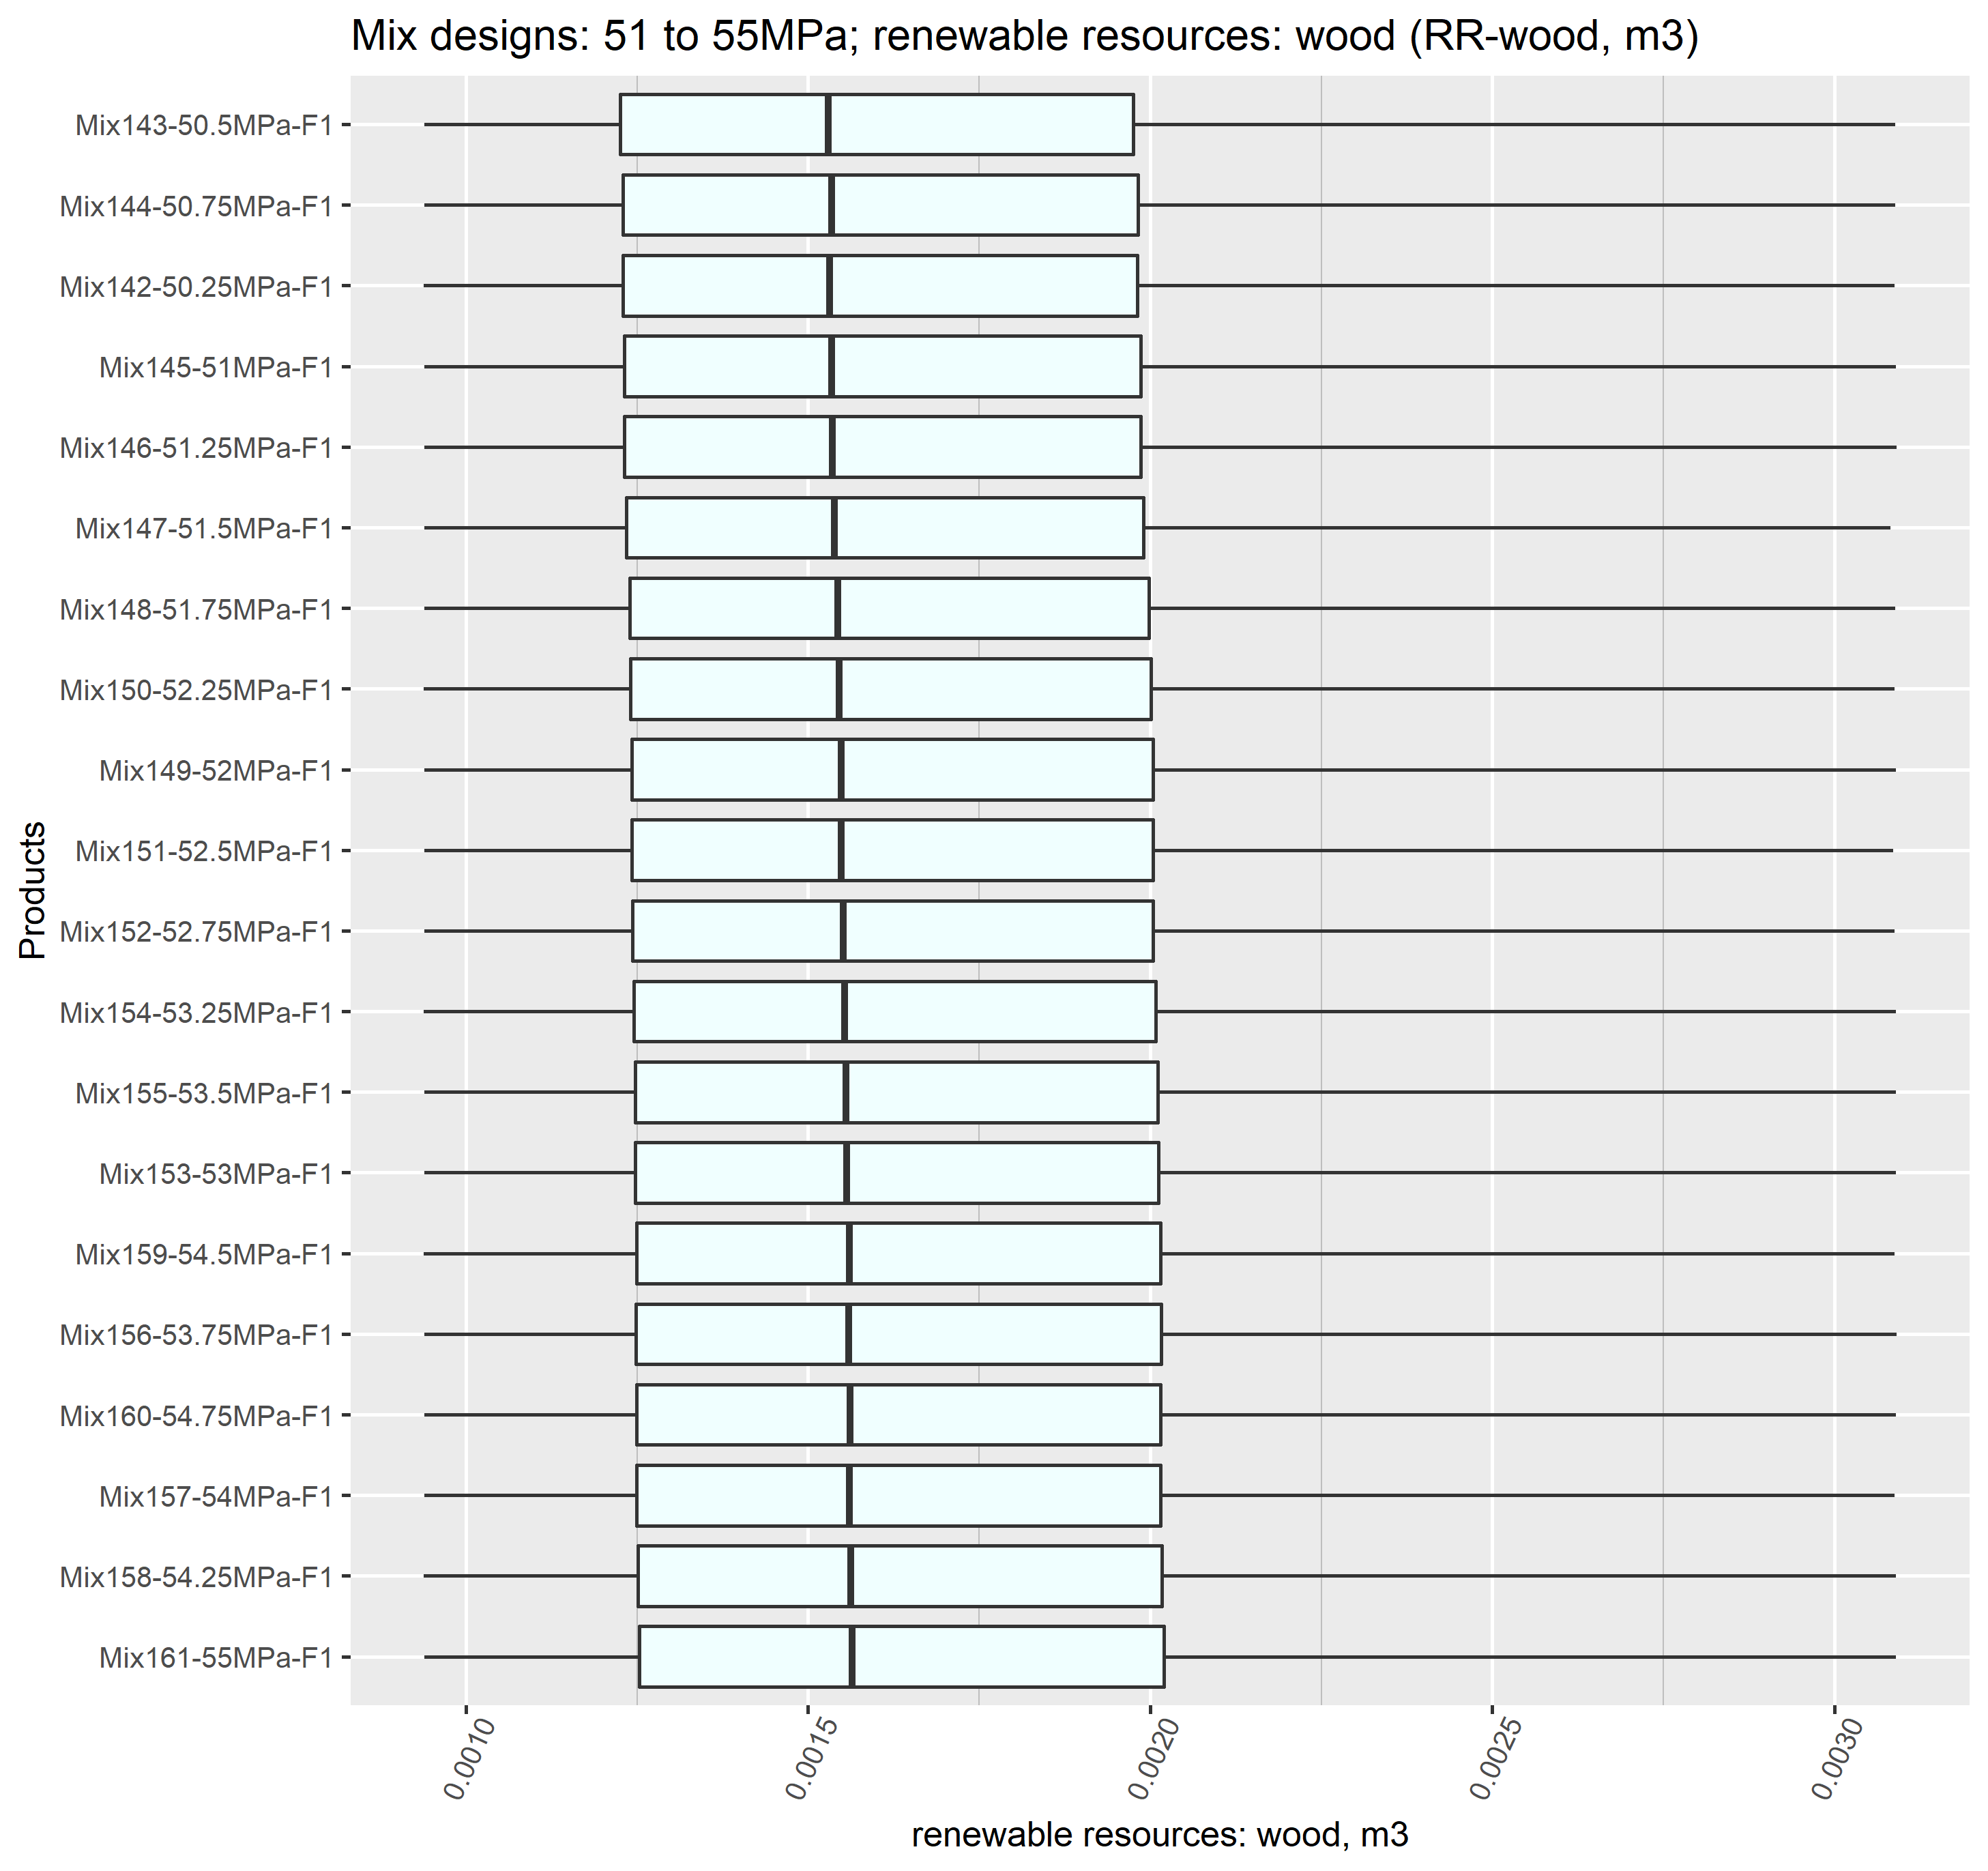 Mix designs: 51 to 55MPa; renewable resources: wood (RR-wood, m3)
Mix143-50.5MPa-F1
Mix144-50.75MPa-F1
Mix142-50.25MPa-F1
Mix145-51MPa-F1
Mix146-51.25MPa-F1
Mix147-51.5MPa-F1
Mix148-51.75MPa-F1
Mix150-52.25MPa-F1
Mix149-52MPa-F1
Mix151-52.5MPa-F1
Mix152-52.75MPa-F1
Mix154-53.25MPa-F1
Mix155-53.5MPa-F1
Mix153-53MPa-F1
Mix159-54.5MPa-F1
Mix156-53.75MPa-F1
Mix160-54.75MPa-F1
Mix157-54MPa-F1
Mix158-54.25MPa-F1
Mix161-55MPa-F1
Products
0.0010
0.0015
0.0020
0.0025
0.0030
renewable resources: wood, m3